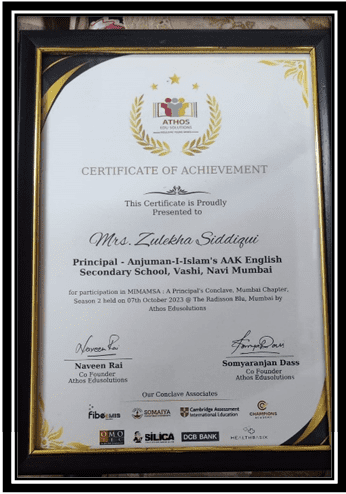 ATHOS
EDU SOLUTIONS
CERTIFICATE OF ACHIEVEMENT
This Certificate is Proudly
Presented to
Mrs. Zulekha Siddiqui
Principal - Anjuman-I-Islam's AAK English
Secondary School, Vashi, Navi Mumbai
for participation in MIMAMSA : A Principal's Conclave, Mumbai Chapter,
Season 2 held on 07th October 2023 @ The Radisson Blu, Mumbai by
Athos Edusolutions
Naveen Rai
Co Founder
Athos Edusolutions
Somyaranjan Dass
Co Founder
Athos Edusolutions
Our Conclave Associates
SOMAIYA
Cambridge Assessment
International Education
CHAMPIONS
SILICA
DCB BANK